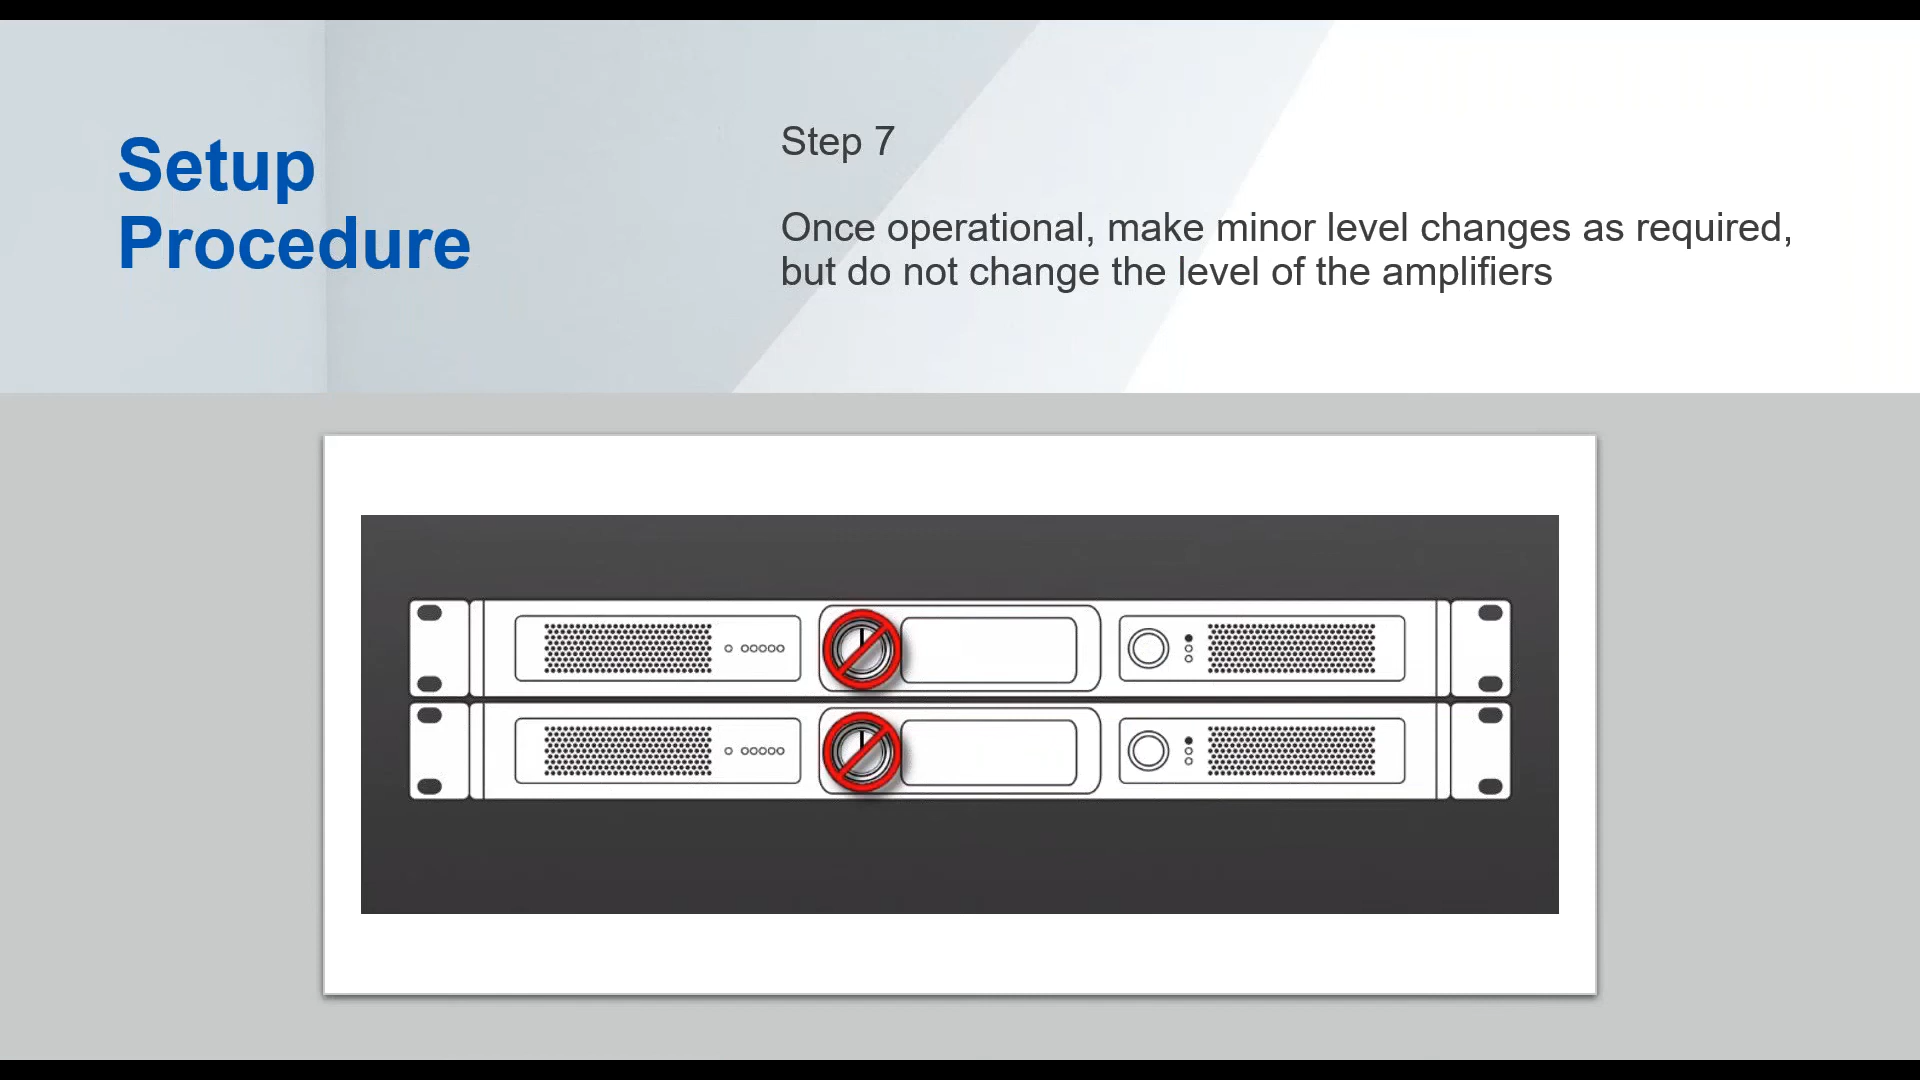 Setup
Procedure
Step 7
Once operational, make minor level changes as required,
but do not change the level of the amplifiers